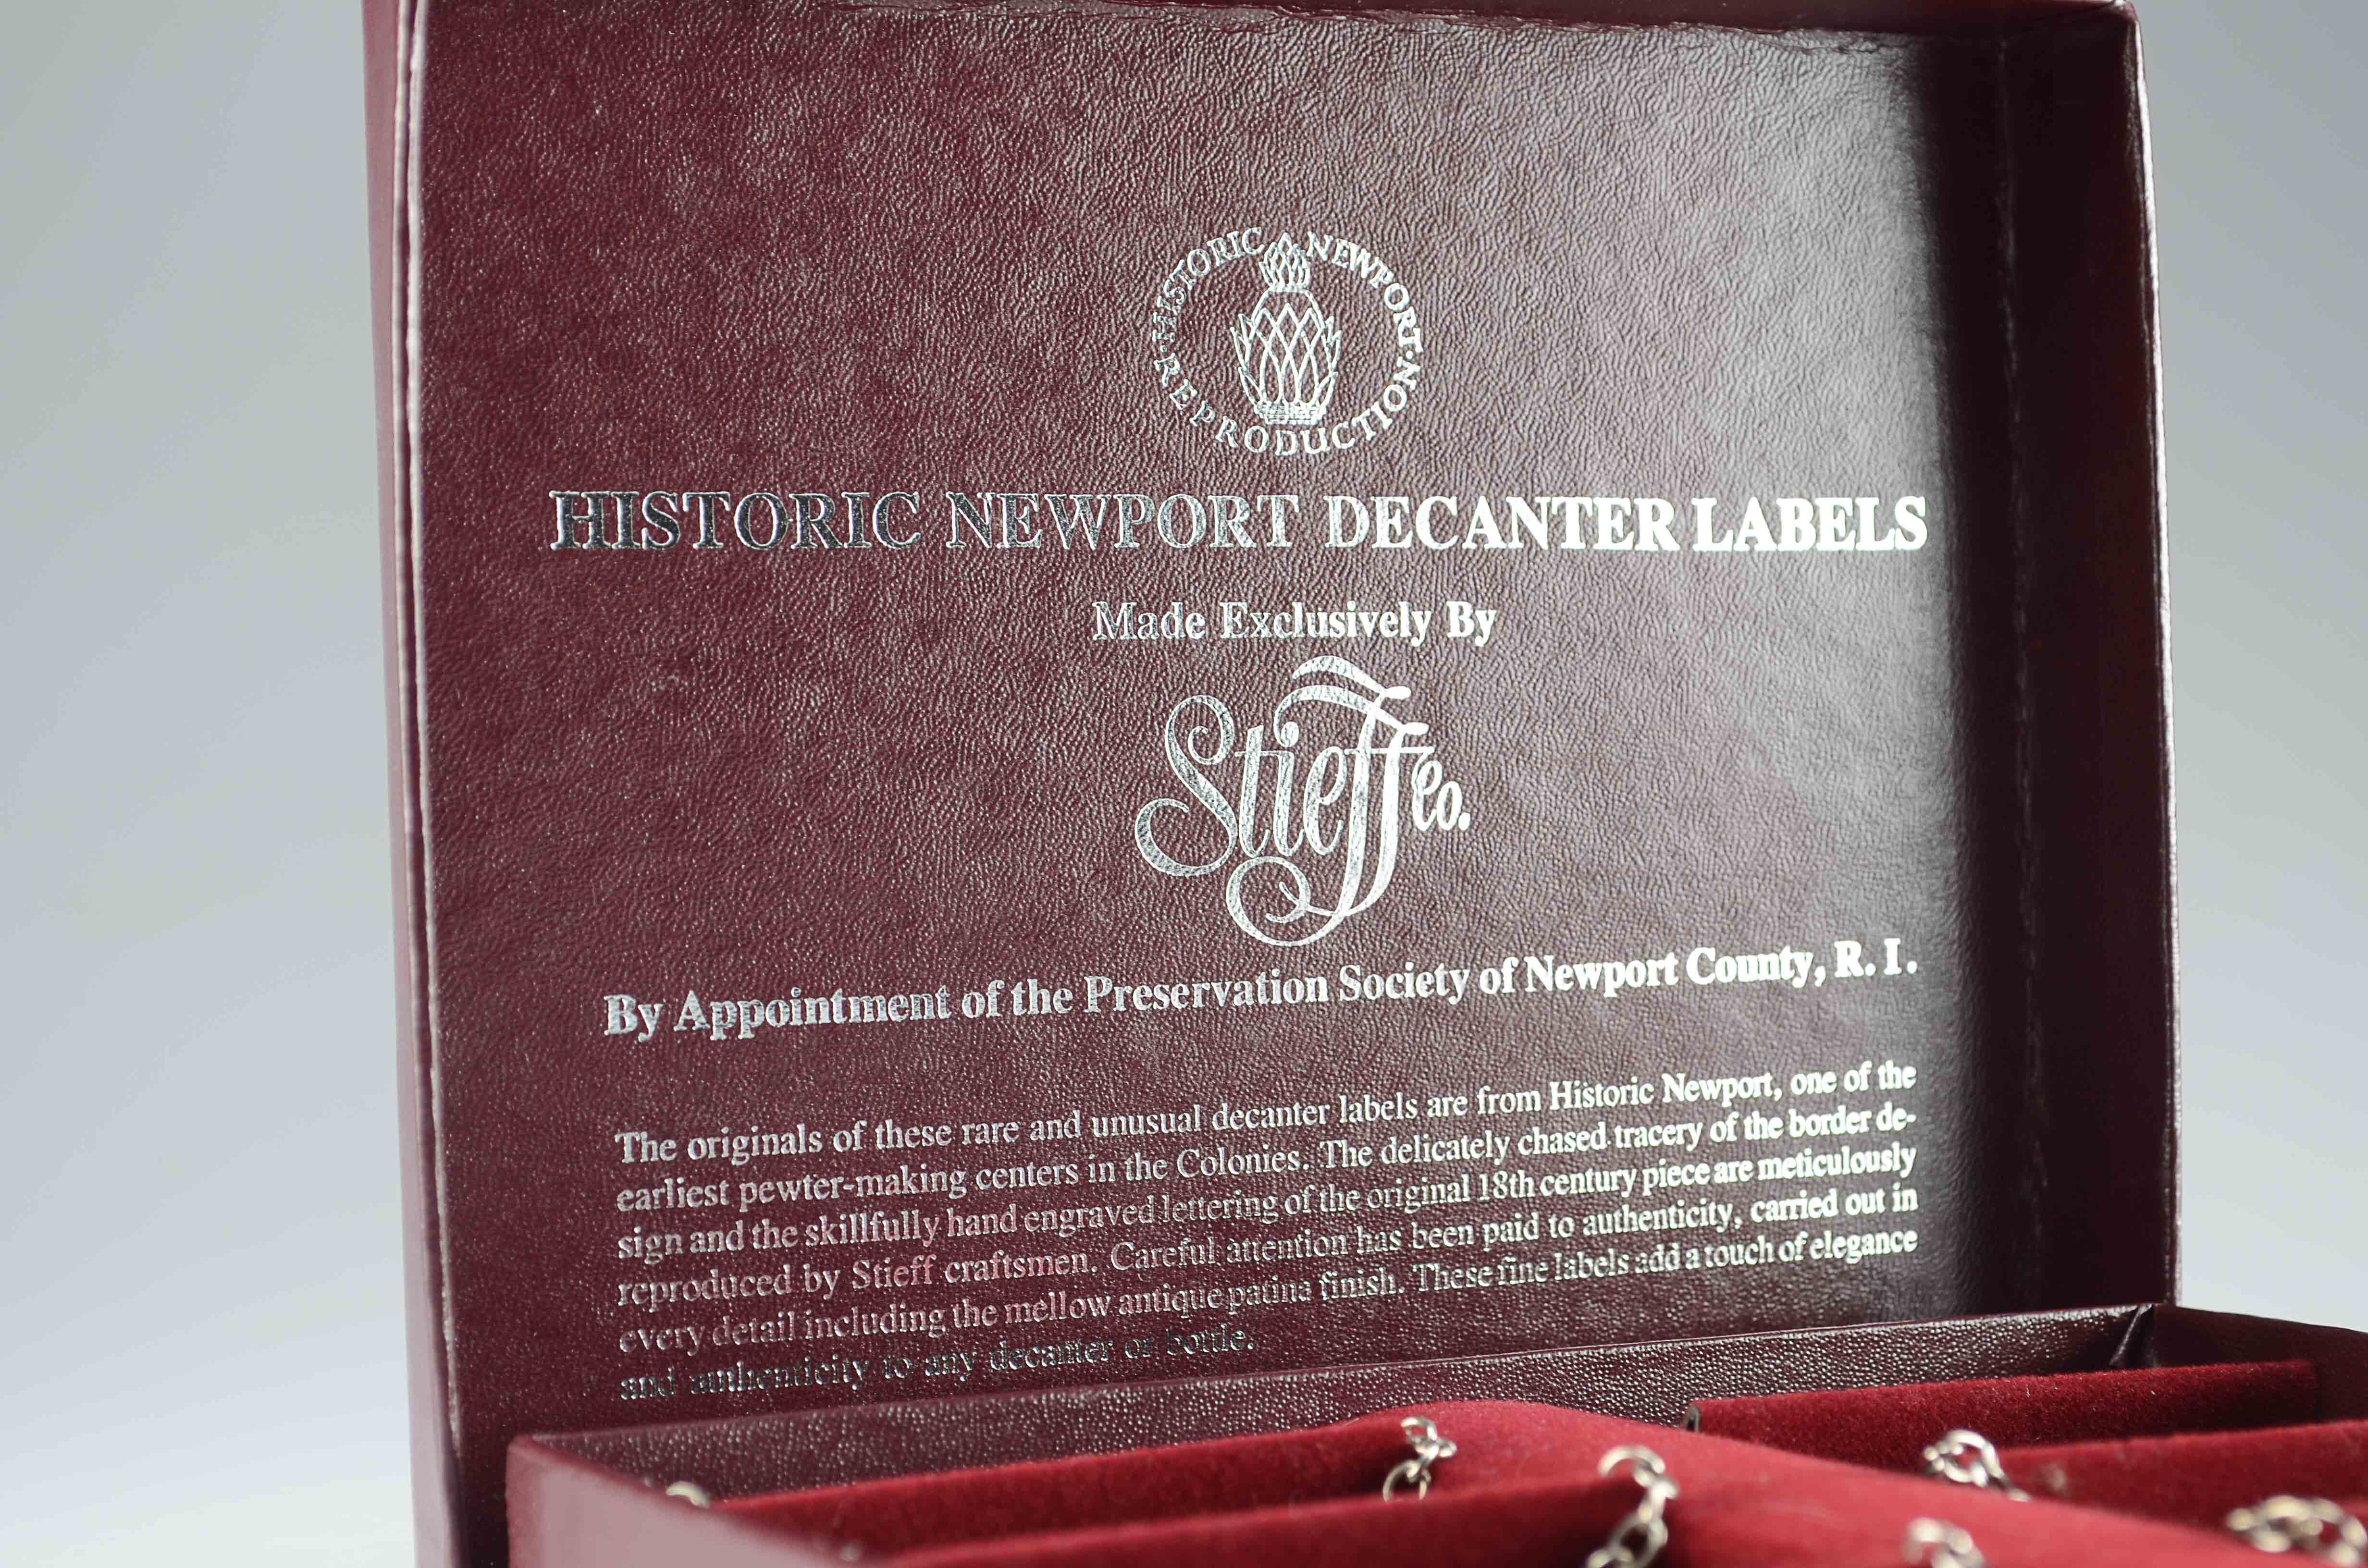 HISTORIC NEWPORT
·REPRODUCTION·
HISTORIC NEWPORT DECANTER LABELS
Made Exclusively By
Stieff Co.
By Appointment of the Preservation Society of Newport County, R. I.
The originals of these rare and unusual decanter labels are from Historic Newport, one of the
earliest pewter-making centers in the Colonies. The delicately chased tracery of the border de-
sign and the skillfully hand engraved lettering of the original 18th century piece are meticulously
reproduced by Stieff craftsmen. Careful attention has been paid to authenticity, carried out in
every detail including the mellow antique patina finish. These fine labels add a touch of elegance
and authenticity to any decanter or bottle.